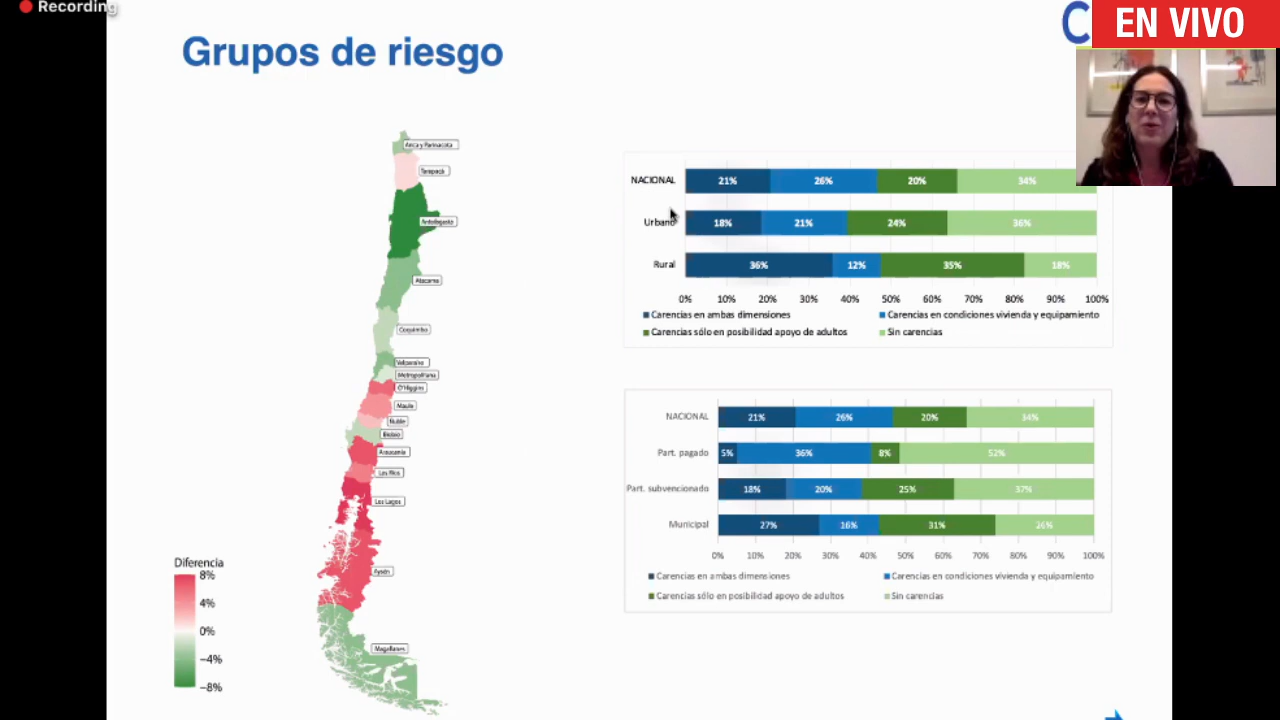 Recording
EN VIVO
Grupos de riesgo
Arica y Parinacota
Tarapacá
Antofagasta
Atacama
Coquimbo
Valparaíso
Metropolitana
O'Higgins
Maule
Ñuble
Biobío
Araucanía
Los Ríos
Los Lagos
Aysén
Magallanes
Diferencia
8%
4%
0%
−4%
−8%
NACIONAL 21% 26% 20% 34%
Urbano 18% 21% 24% 36%
Rural 36% 12% 35% 18%
0% 10% 20% 30% 40% 50% 60% 70% 80% 90% 100%
Carencias en ambas dimensiones Carencias en condiciones vivienda y equipamiento
Carencias sólo en posibilidad apoyo de adultos Sin carencias
NACIONAL 21% 26% 20% 34%
Part. pagado 5% 36% 8% 52%
Part. subvencionado 18% 20% 25% 37%
Municipal 27% 16% 31% 26%
0% 10% 20% 30% 40% 50% 60% 70% 80% 90% 100%
Carencias en ambas dimensiones Carencias en condiciones vivienda y equipamiento
Carencias sólo en posibilidad apoyo de adultos Sin carencias